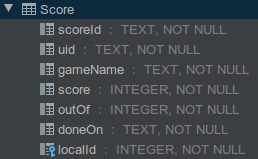 Score
scoreId : TEXT, NOT NULL
uid : TEXT, NOT NULL
gameName : TEXT, NOT NULL
score : INTEGER, NOT NULL
outOf : INTEGER, NOT NULL
doneOn : TEXT, NOT NULL
localId : INTEGER, NOT NULL